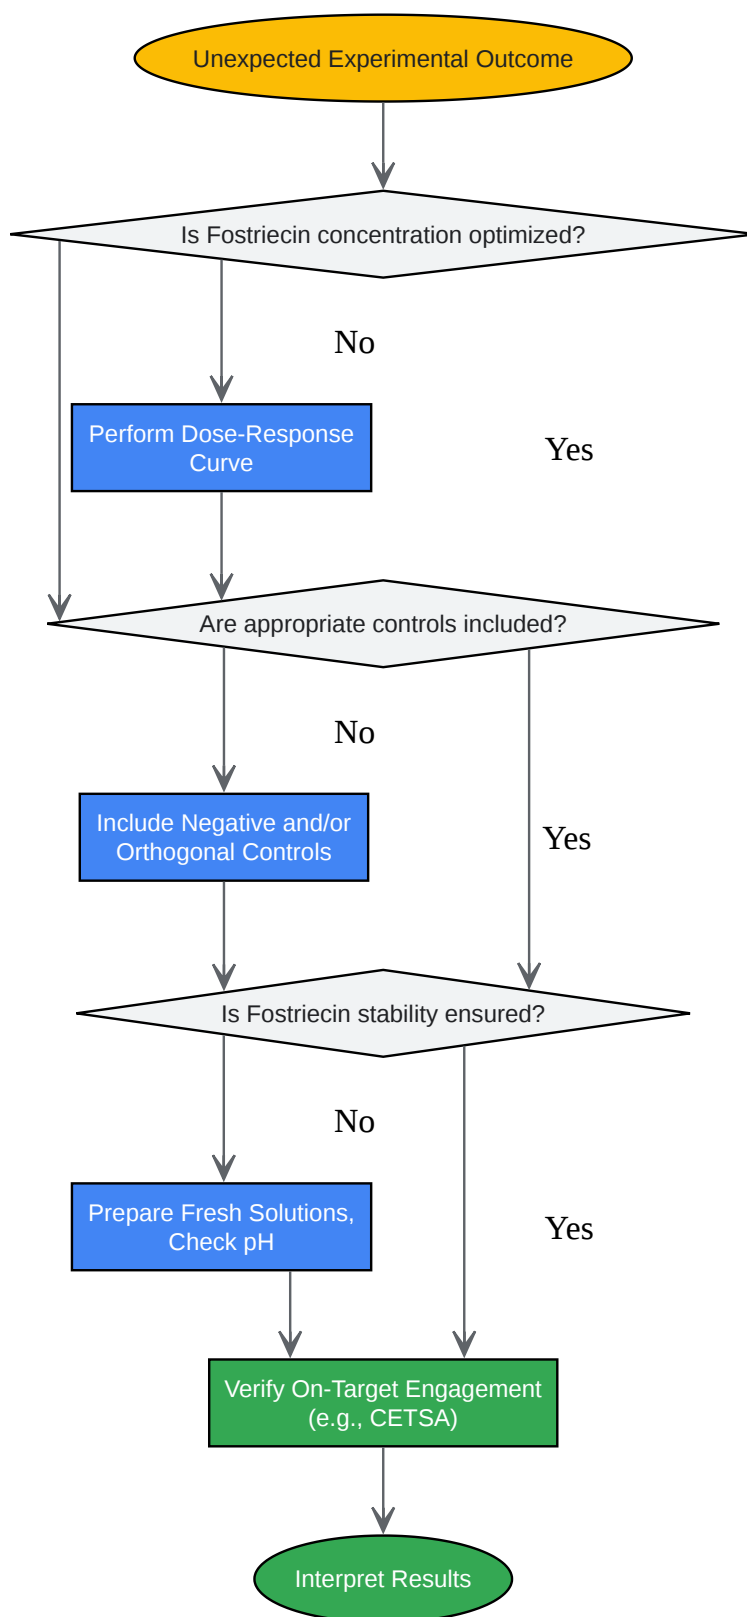 Unexpected Experimental Outcome
Is Fostriecin concentration optimized?
No
Perform Dose-Response
Curve
Yes
Are appropriate controls included?
No
Include Negative and/or
Orthogonal Controls
Yes
Is Fostriecin stability ensured?
No
Prepare Fresh Solutions,
Check pH
Yes
Verify On-Target Engagement
(e.g., CETSA)
Interpret Results